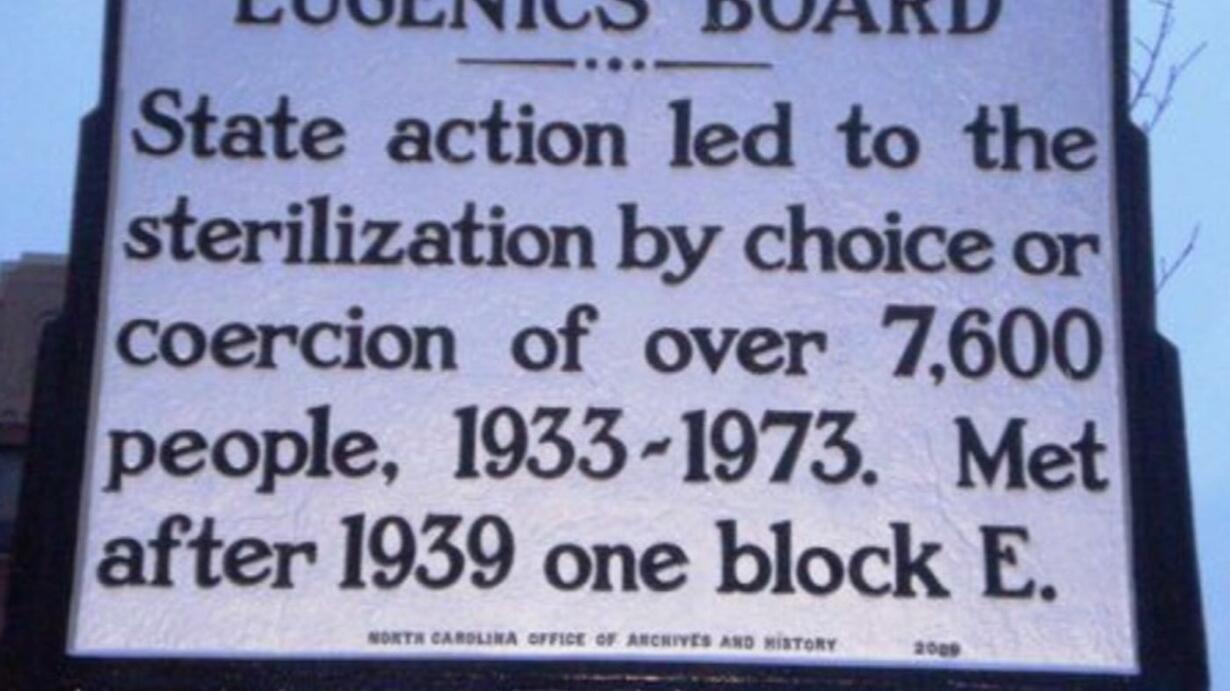 EUGENICS BOARD
State action led to the
sterilization by choice or
coercion of over 7,600
people, 1933-1973. Met
after 1939 one block E.
NORTH CAROLINA OFFICE OF ARCHIVES AND HISTORY 2009